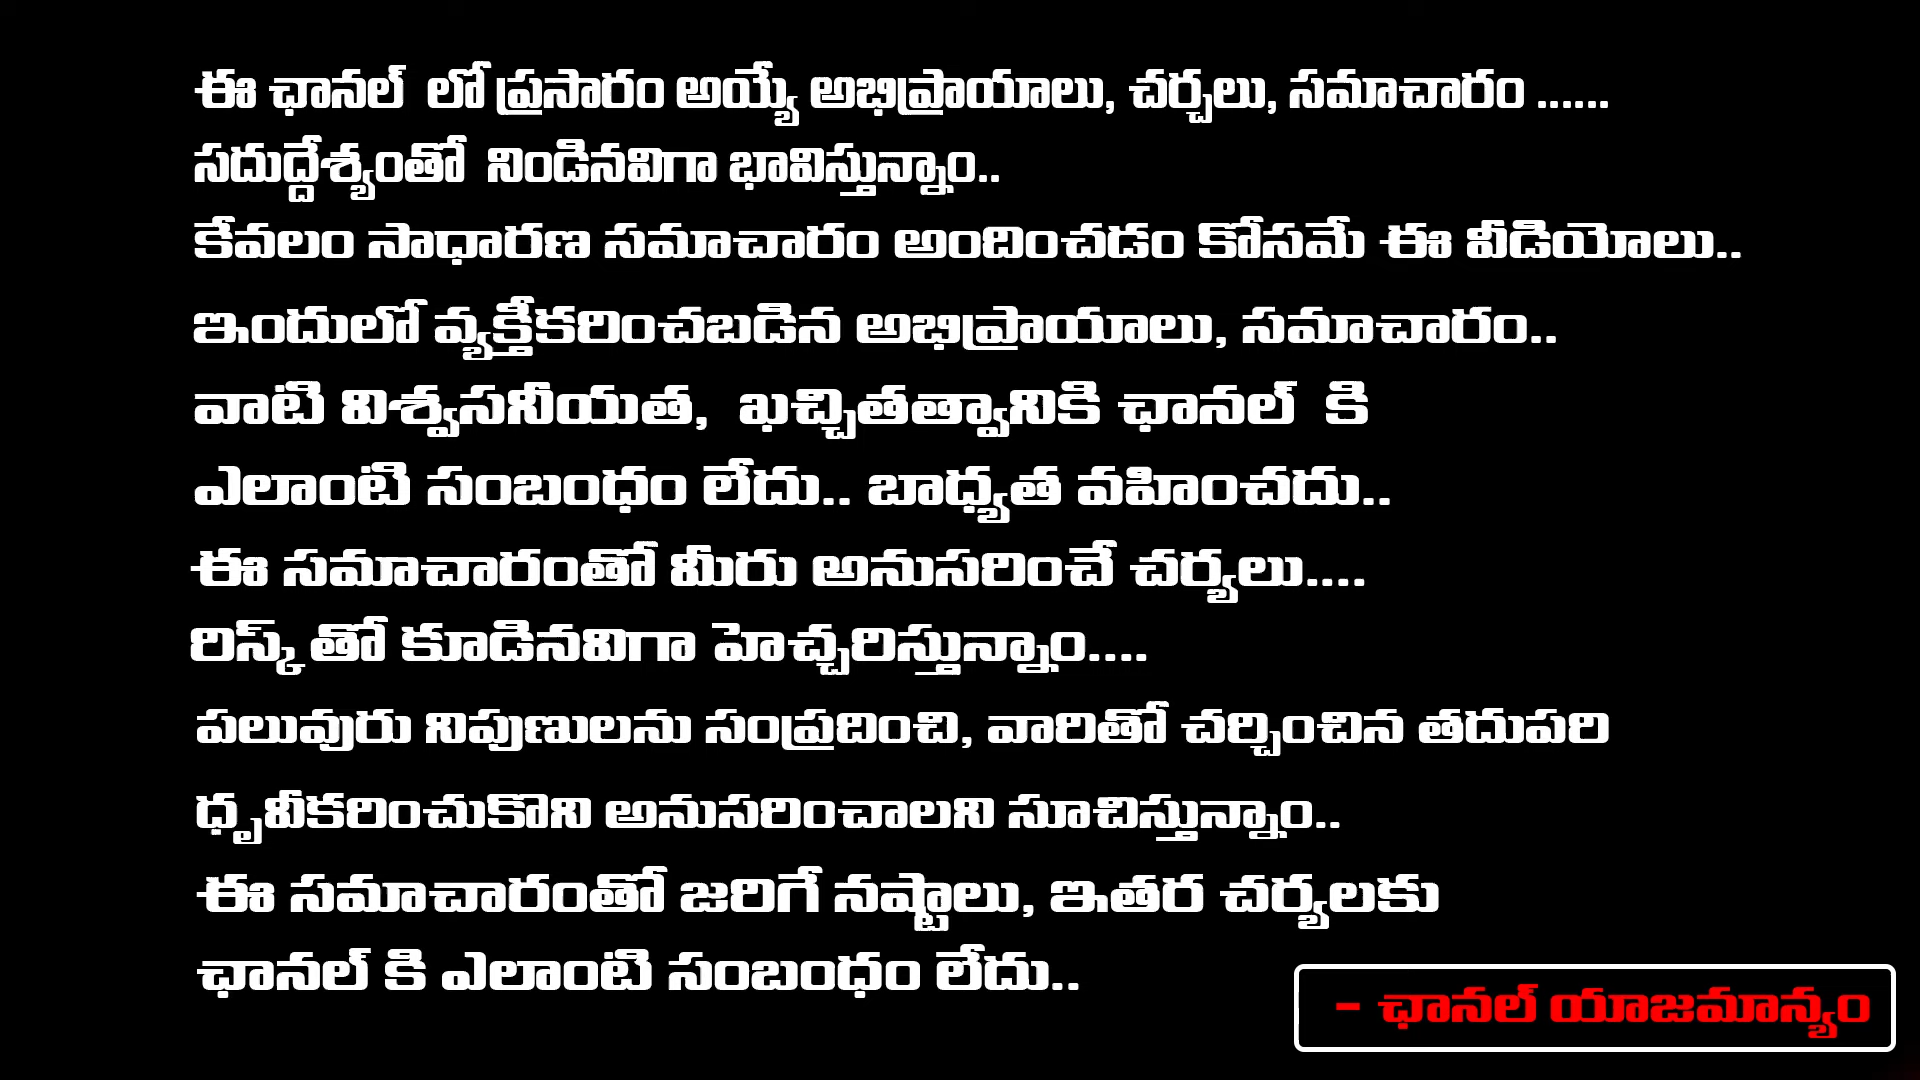 ఈ ఛానల్ లో ప్రసారం అయ్యే అభిప్రాయాలు, చర్చలు, సమాచారం ......
సదుద్దేశ్యంతో నిండినవిగా భావిస్తున్నాం..
కేవలం సాధారణ సమాచారం అందించడం కోసమే ఈ వీడియోలు..
ఇందులో వ్యక్తీకరించబడిన అభిప్రాయాలు, సమాచారం..
వాటి విశ్వసనీయత, ఖచ్చితత్వానికి ఛానల్ కి
ఎలాంటి సంబంధం లేదు.. బాధ్యత వహించదు..
ఈ సమాచారంతో మీరు అనుసరించే చర్యలు....
రిస్క్ తో కూడినవిగా హెచ్చరిస్తున్నాం....
పలువురు నిపుణులను సంప్రదించి, వారితో చర్చించిన తదుపరి
ధృవీకరించుకొని అనుసరించాలని సూచిస్తున్నాం..
ఈ సమాచారంతో జరిగే నష్టాలు, ఇతర చర్యలకు
ఛానల్ కి ఎలాంటి సంబంధం లేదు..
- ఛానల్ యాజమాన్యం